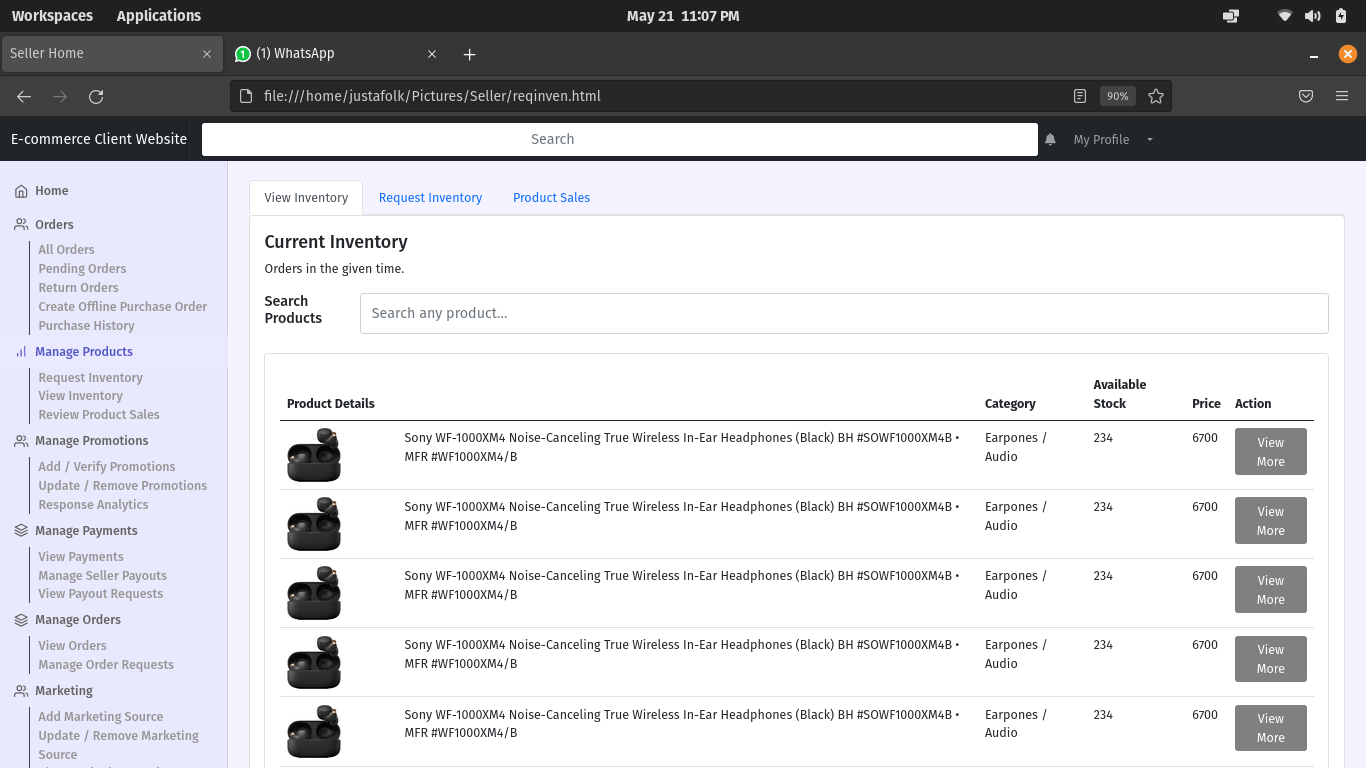 Workspaces Applications May 21 11:07 PM
Seller Home 1 (1) WhatsApp
file:///home/justafolk/Pictures/Seller/reqinven.html 90%
E-commerce Client Website Search My Profile
Home
Orders
All Orders
Pending Orders
Return Orders
Create Offline Purchase Order
Purchase History
Manage Products
Request Inventory
View Inventory
Review Product Sales
Manage Promotions
Add / Verify Promotions
Update / Remove Promotions
Response Analytics
Manage Payments
View Payments
Manage Seller Payouts
View Payout Requests
Manage Orders
View Orders
Manage Order Requests
Marketing
Add Marketing Source
Update / Remove Marketing
Source
View Inventory Request Inventory Product Sales
Current Inventory
Orders in the given time.
Search
Products
Search any product...
Product Details Category Available
Stock Price Action
Sony WF-1000XM4 Noise-Canceling True Wireless In-Ear Headphones (Black) BH #SOWF1000XM4B • Earpones / 234 6700 View
MFR #WF1000XM4/B Audio More
Sony WF-1000XM4 Noise-Canceling True Wireless In-Ear Headphones (Black) BH #SOWF1000XM4B • Earpones / 234 6700 View
MFR #WF1000XM4/B Audio More
Sony WF-1000XM4 Noise-Canceling True Wireless In-Ear Headphones (Black) BH #SOWF1000XM4B • Earpones / 234 6700 View
MFR #WF1000XM4/B Audio More
Sony WF-1000XM4 Noise-Canceling True Wireless In-Ear Headphones (Black) BH #SOWF1000XM4B • Earpones / 234 6700 View
MFR #WF1000XM4/B Audio More
Sony WF-1000XM4 Noise-Canceling True Wireless In-Ear Headphones (Black) BH #SOWF1000XM4B • Earpones / 234 6700 View
MFR #WF1000XM4/B Audio More